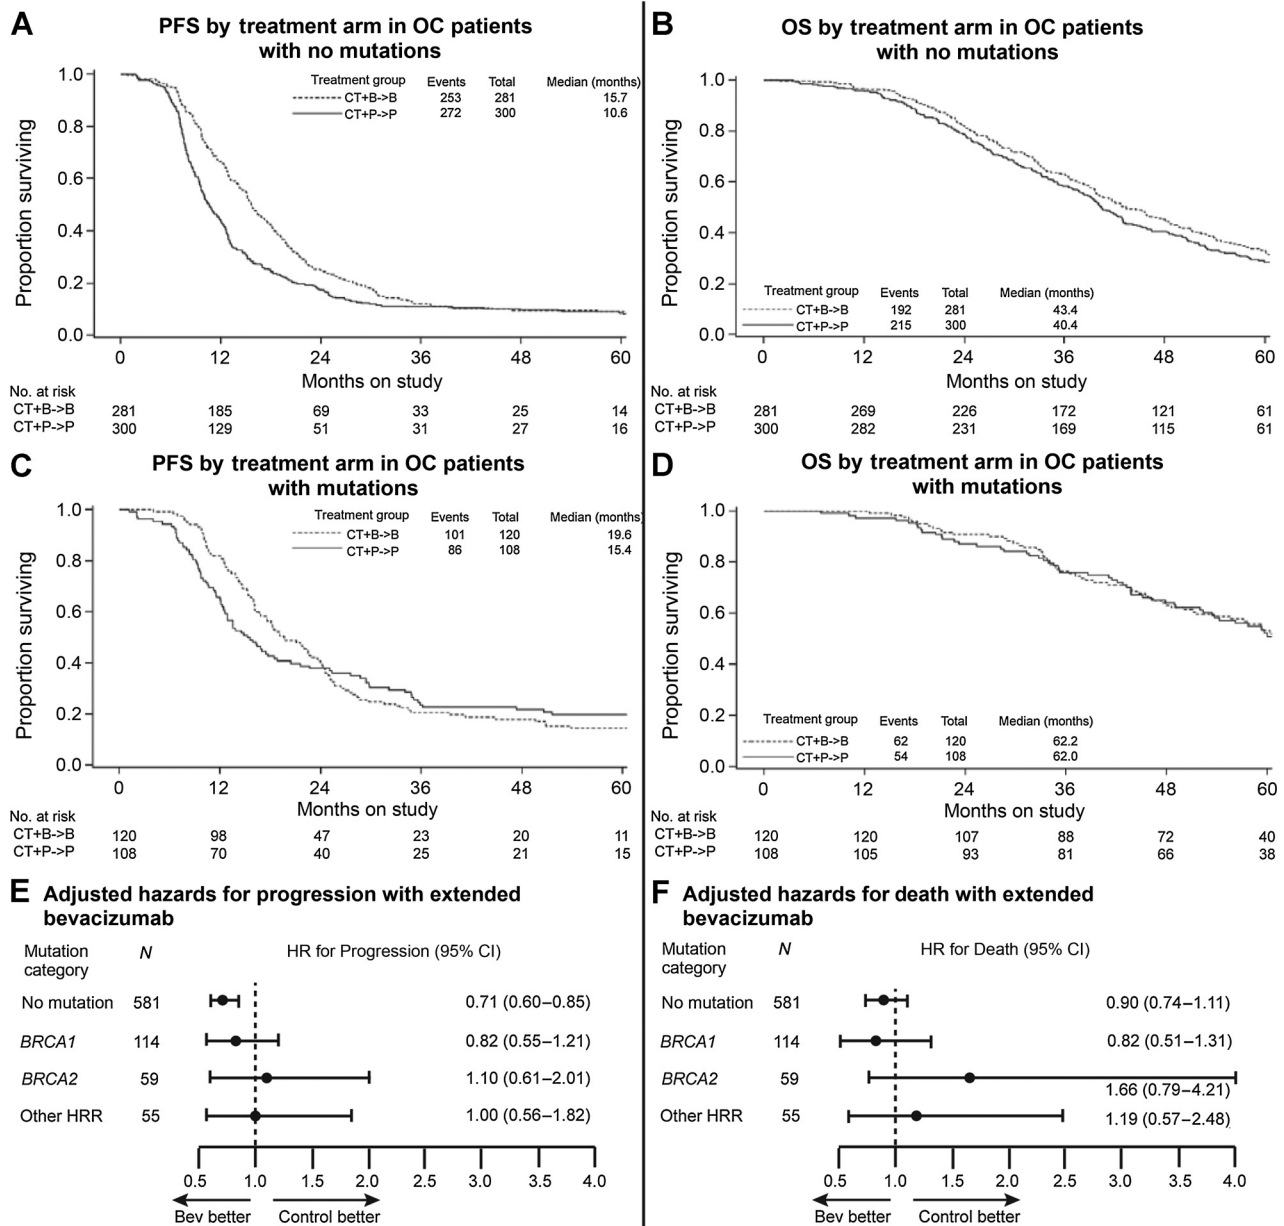 A
PFS by treatment arm in OC patients
with no mutations
Treatment group Events Total Median (months)
CT+B->B 253 281 15.7
CT+P->P 272 300 10.6
1.0
0.8
0.6
0.4
0.2
0.0
Proportion surviving
0 12 24 36 48 60
Months on study
No. at risk
CT+B->B 281 185 69 33 25 14
CT+P->P 300 129 51 31 27 16
B
OS by treatment arm in OC patients
with no mutations
1.0
0.8
0.6
0.4
0.2
0.0
Proportion surviving
Treatment group Events Total Median (months)
CT+B->B 192 281 43.4
CT+P->P 215 300 40.4
0 12 24 36 48 60
Months on study
No. at risk
CT+B->B 281 269 226 172 121 61
CT+P->P 300 282 231 169 115 61
C
PFS by treatment arm in OC patients
with mutations
Treatment group Events Total Median (months)
CT+B->B 101 120 19.6
CT+P->P 86 108 15.4
1.0
0.8
0.6
0.4
0.2
0.0
Proportion surviving
0 12 24 36 48 60
Months on study
No. at risk
CT+B->B 120 98 47 23 20 11
CT+P->P 108 70 40 25 21 15
D
OS by treatment arm in OC patients
with mutations
1.0
0.8
0.6
0.4
0.2
0.0
Proportion surviving
Treatment group Events Total Median (months)
CT+B->B 62 120 62.2
CT+P->P 54 108 62.0
0 12 24 36 48 60
Months on study
No. at risk
CT+B->B 120 120 107 88 72 40
CT+P->P 108 105 93 81 66 38
E
Adjusted hazards for progression with extended
bevacizumab
Mutation category N HR for Progression (95% CI)
No mutation 581 0.71 (0.60–0.85)
BRCA1 114 0.82 (0.55–1.21)
BRCA2 59 1.10 (0.61–2.01)
Other HRR 55 1.00 (0.56–1.82)
0.5 1.0 1.5 2.0 2.5 3.0 3.5 4.0
Bev better Control better
F
Adjusted hazards for death with extended
bevacizumab
Mutation category N HR for Death (95% CI)
No mutation 581 0.90 (0.74–1.11)
BRCA1 114 0.82 (0.51–1.31)
BRCA2 59 1.66 (0.79–4.21)
Other HRR 55 1.19 (0.57–2.48)
0.5 1.0 1.5 2.0 2.5 3.0 3.5 4.0
Bev better Control better